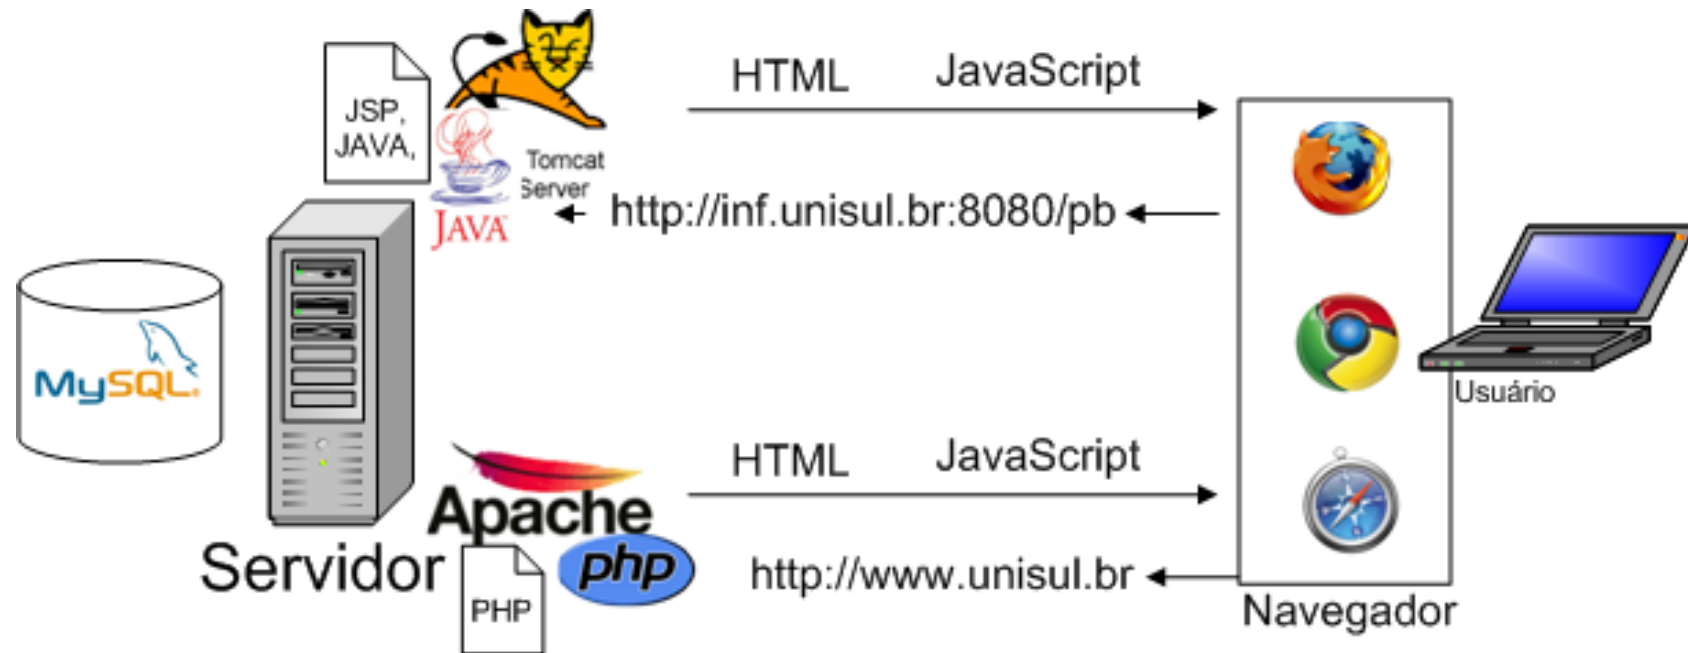 JSP,
JAVA,
Tomcat
Server
JAVA™
HTML JavaScript
http://inf.unisul.br:8080/pb
MySQL®
Usuário
HTML JavaScript
Apache
php
Servidor
PHP
http://www.unisul.br
Navegador